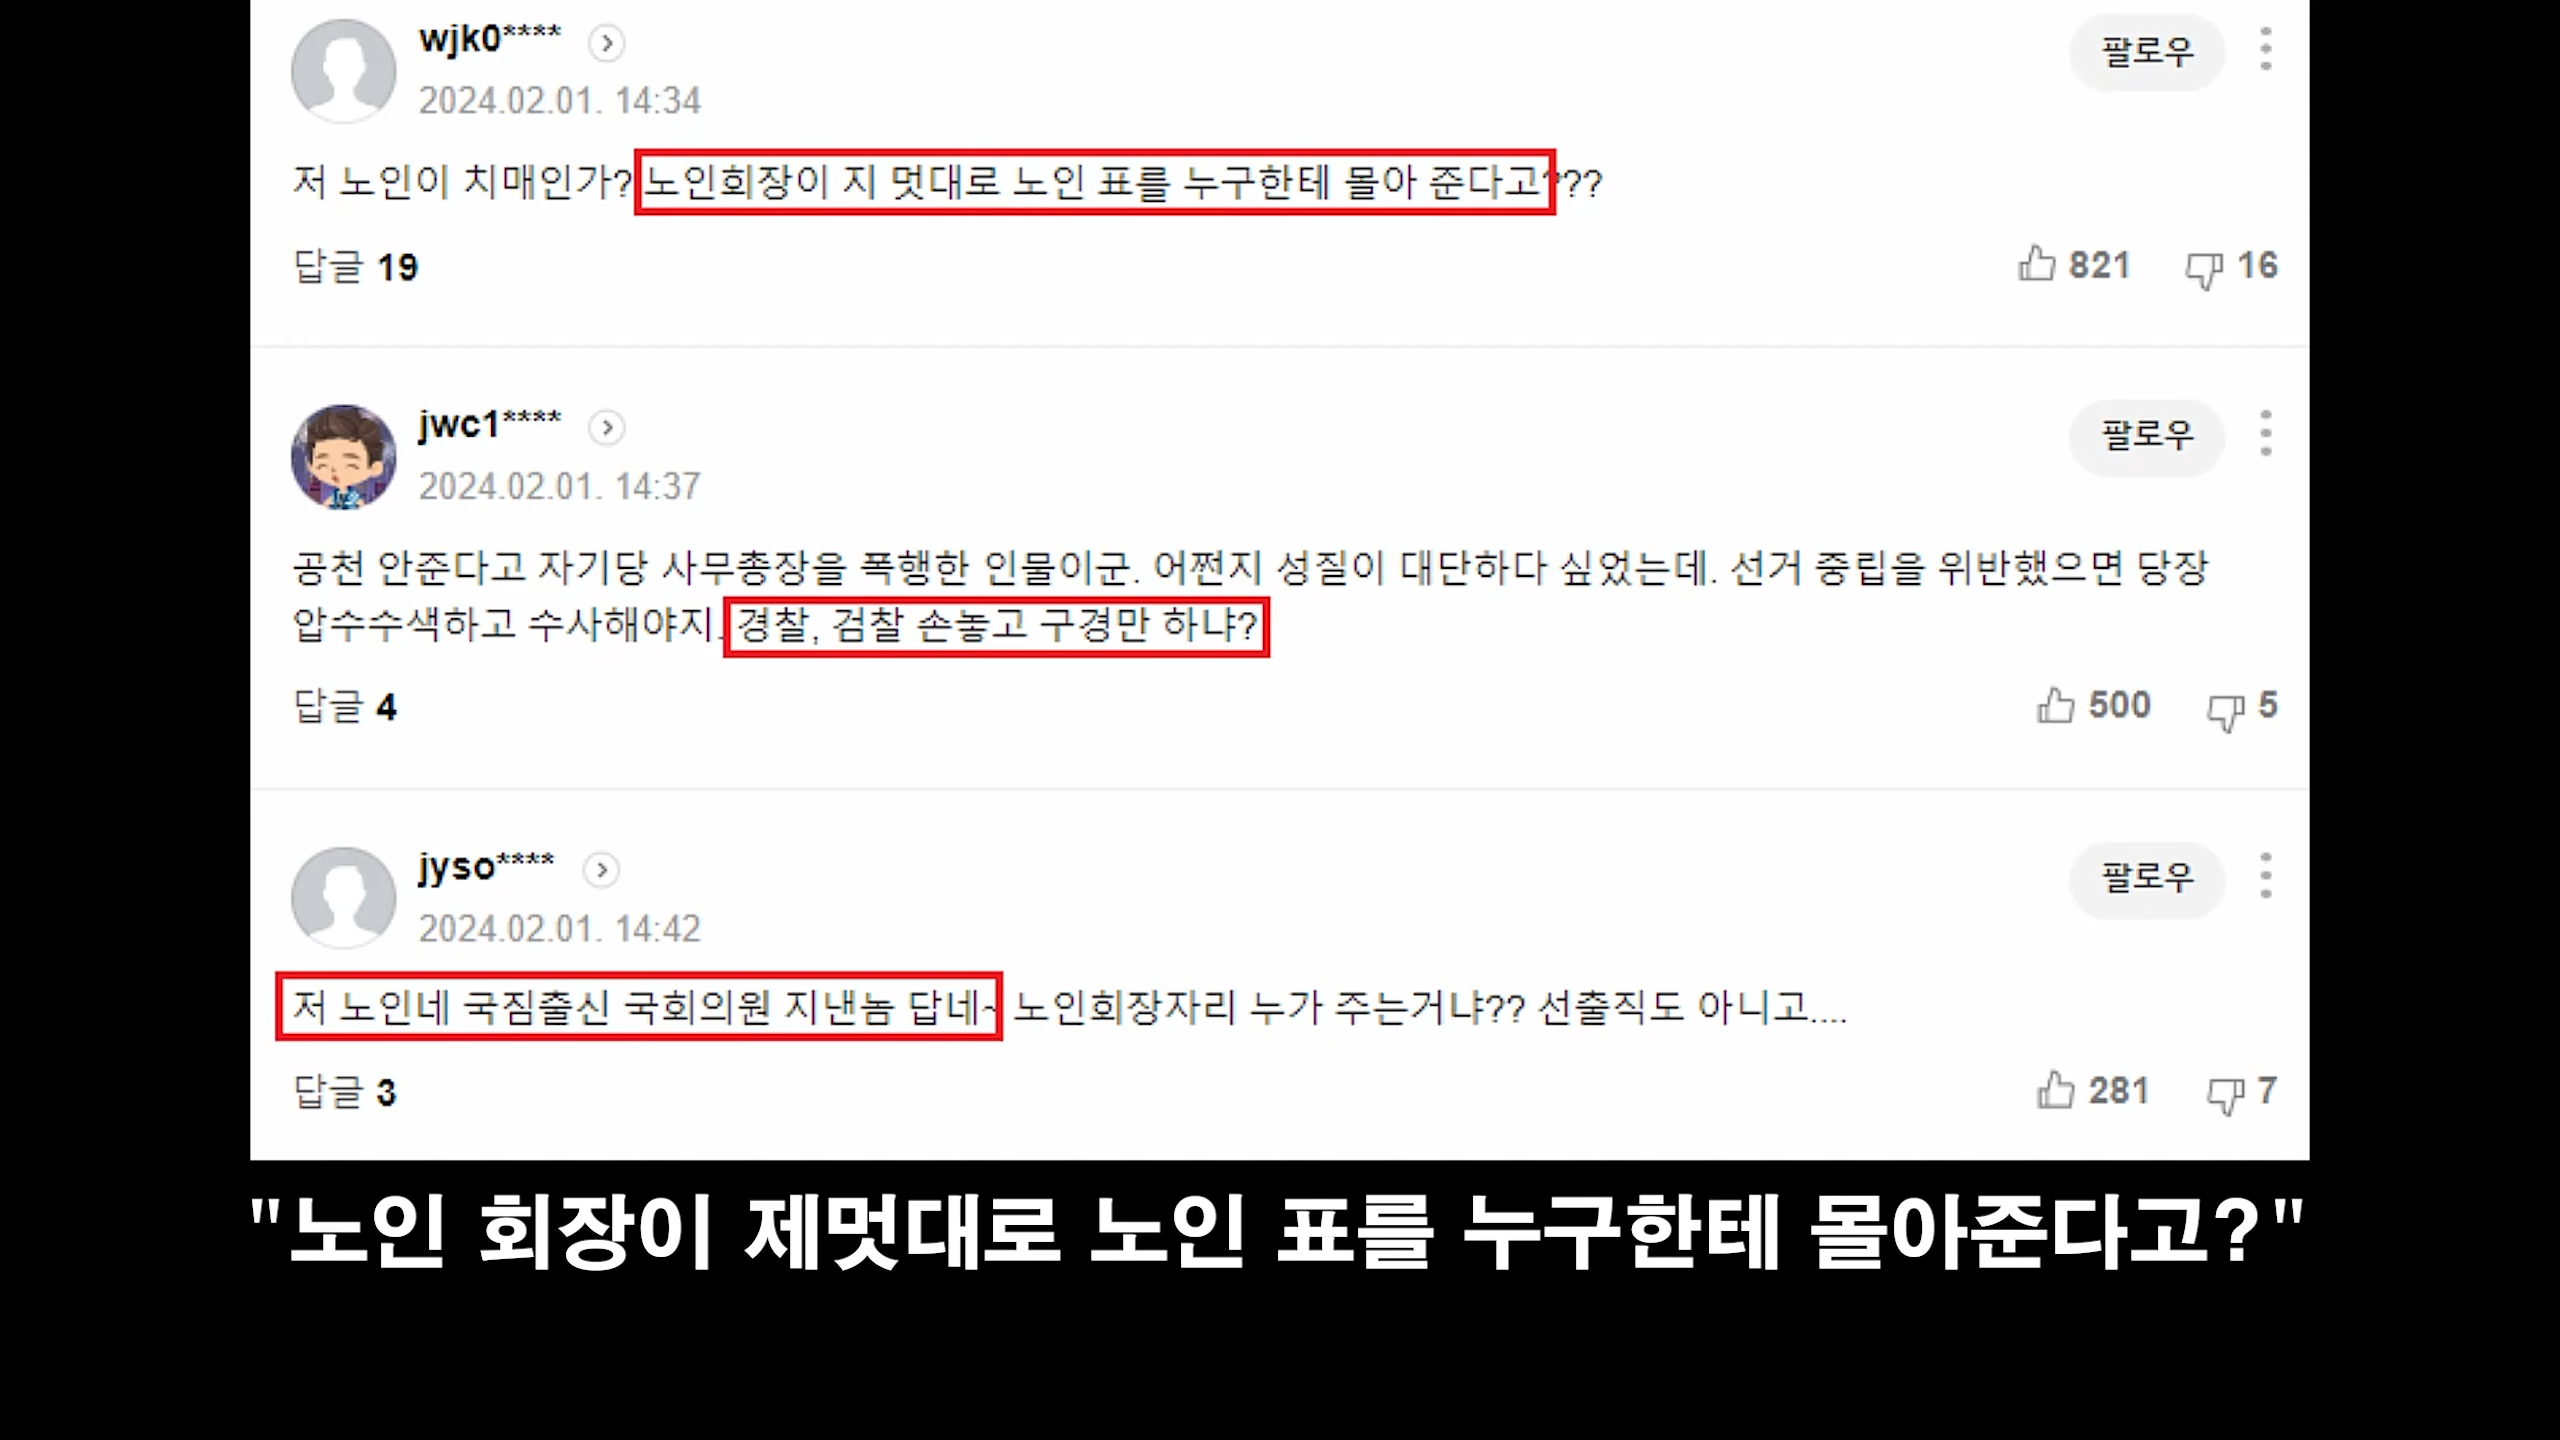 wjk0****
팔로우
2024.02.01. 14:34
저 노인이 치매인가? 노인회장이 지 멋대로 노인 표를 누구한테 몰아 준다고???
답글 19
821 16
jwc1****
팔로우
2024.02.01. 14:37
공천 안준다고 자기당 사무총장을 폭행한 인물이군. 어쩐지 성질이 대단하다 싶었는데. 선거 중립을 위반했으면 당장
압수수색하고 수사해야지. 경찰, 검찰 손놓고 구경만 하냐?
답글 4
500 5
jyso****
팔로우
2024.02.01. 14:42
저 노인네 국짐출신 국회의원 지낸놈 답네~ 노인회장자리 누가 주는거냐?? 선출직도 아니고....
답글 3
281 7
"노인 회장이 제멋대로 노인 표를 누구한테 몰아준다고?"